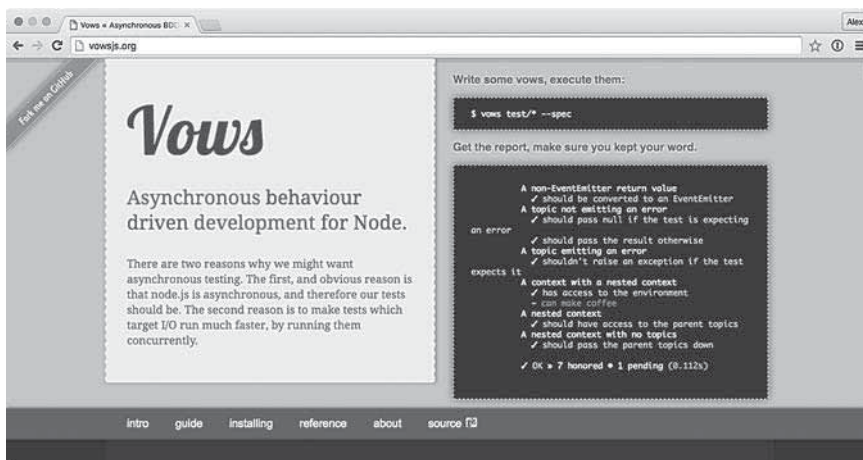 Vows « Asynchronous BDD
Alex
vowsjs.org
Fork me on GitHub
Vows
Asynchronous behaviour
driven development for Node.
There are two reasons why we might want
asynchronous testing. The first, and obvious reason is
that node.js is asynchronous, and therefore our tests
should be. The second reason is to make tests which
target I/O run much faster, by running them
concurrently.
Write some vows, execute them:
$ vows test/* --spec
Get the report, make sure you kept your word.
A non-EventEmitter return value
✓ should be converted to an EventEmitter
A topic not emitting an error
✓ should pass null if the test is expecting
an error
✓ should pass the result otherwise
A topic emitting an error
✓ shouldn't raise an exception if the test
expects it
A context with a nested context
✓ has access to the environment
- can make coffee
A nested context
✓ should have access to the parent topics
A nested context with no topics
✓ should pass the parent topics down
✓ OK » 7 honored • 1 pending (0.112s)
intro guide installing reference about source